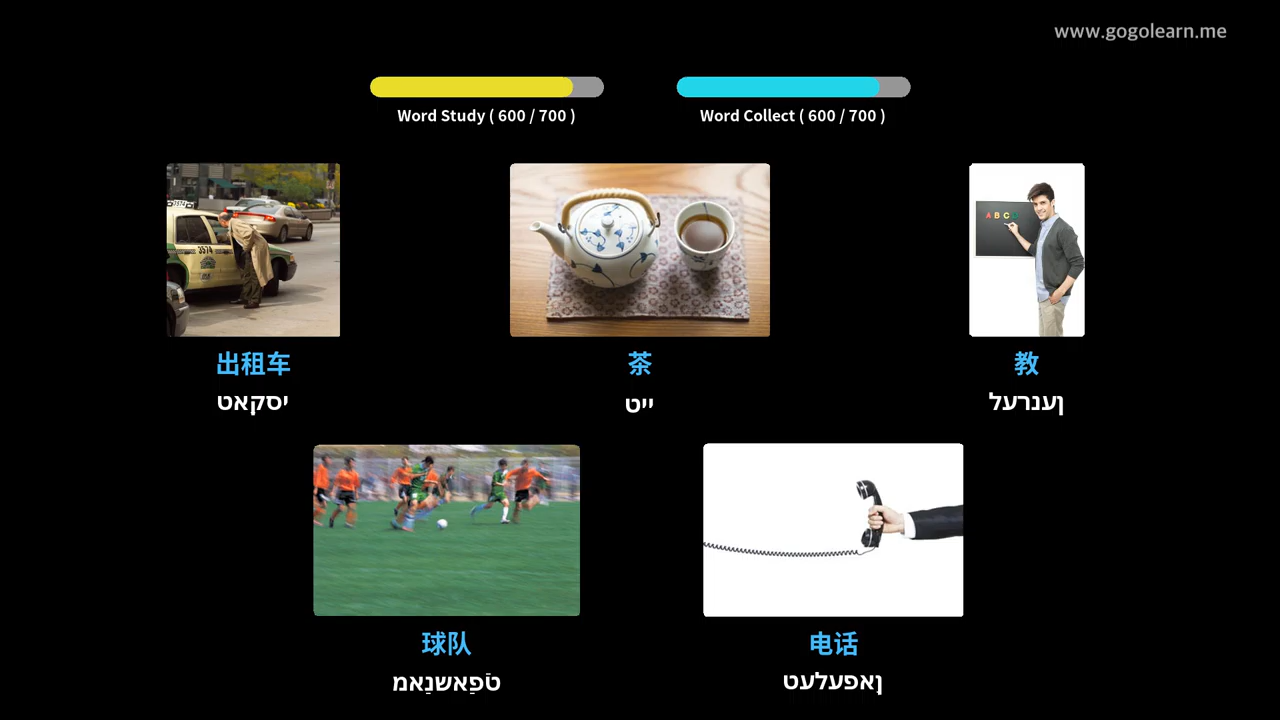 www.gogolearn.me
Word Study ( 600 / 700 )
Word Collect ( 600 / 700 )
出租车
יסקאט
茶
ייט
教
ןענרעל
球队
טֿפַאשנַאמ
电话
ןאפעלעט
3574
A B C D